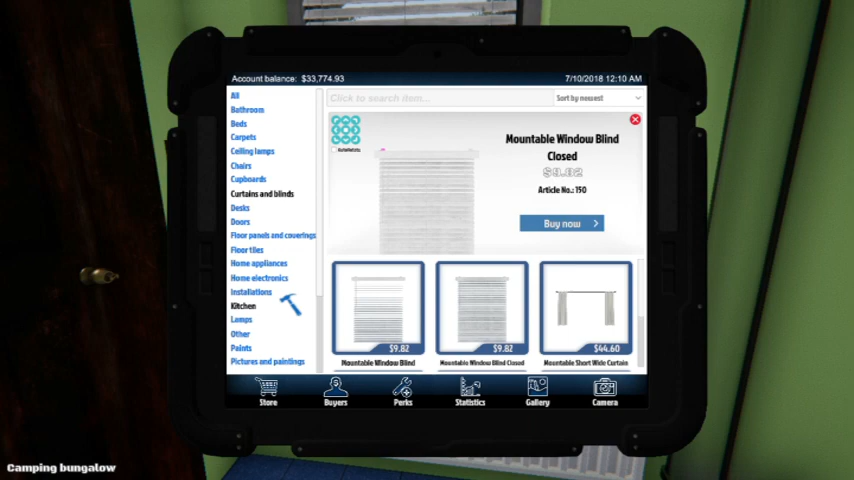 Account balance: $33,774.93
7/10/2018 12:10 AM
All
Bathroom
Beds
Carpets
Ceiling lamps
Chairs
Cupboards
Curtains and blinds
Desks
Doors
Floor panels and coverings
Floor tiles
Home appliances
Home electronics
Installations
Kitchen
Lamps
Other
Paints
Pictures and paintings
Click to search item...
Sort by newest
Mountable Window Blind
Closed
$9.82
Article No.: 150
Buy now
$9.82
$9.82
$44.60
Mountable Window Blind
Mountable Window Blind Closed
Mountable Short Wide Curtain
Store
Buyers
Perks
Statistics
Gallery
Camera
Camping bungalow